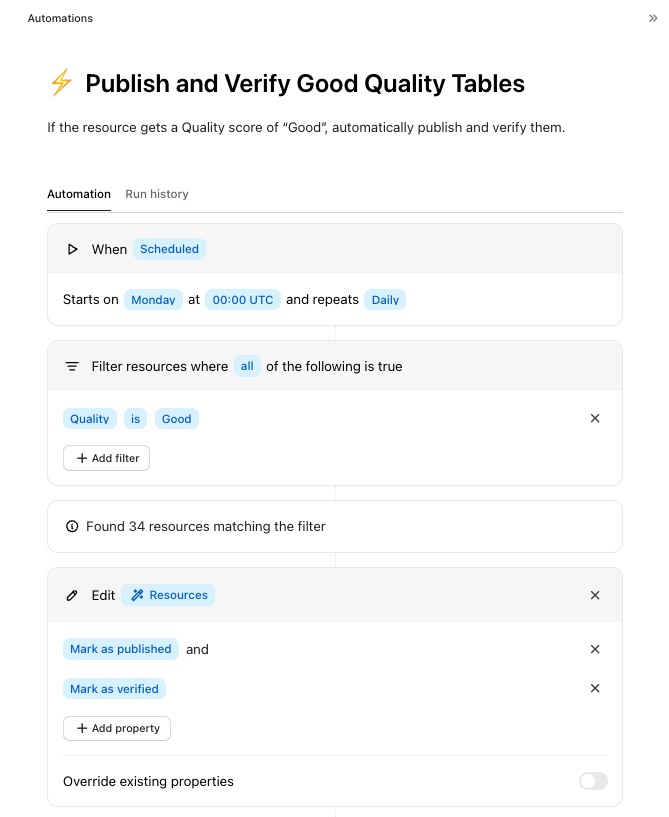 Automations
Publish and Verify Good Quality Tables
If the resource gets a Quality score of “Good”, automatically publish and verify them.
Automation Run history
When Scheduled
Starts on Monday at 00:00 UTC and repeats Daily
Filter resources where all of the following is true
Quality is Good
Add filter
Found 34 resources matching the filter
Edit Resources
Mark as published and
Mark as verified
Add property
Override existing properties